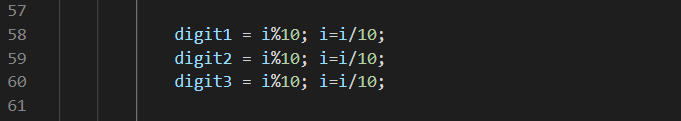 57
58 digit1 = i%10; i=i/10;
59 digit2 = i%10; i=i/10;
60 digit3 = i%10; i=i/10;
61